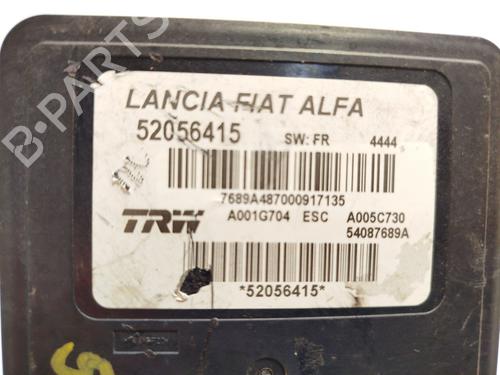 LANCIA FIAT ALFA
52056415 SW: FR 4444
7689A487000917135
TRW A001G704 ESC A005C730
54087689A
*52056415*
B-Parts